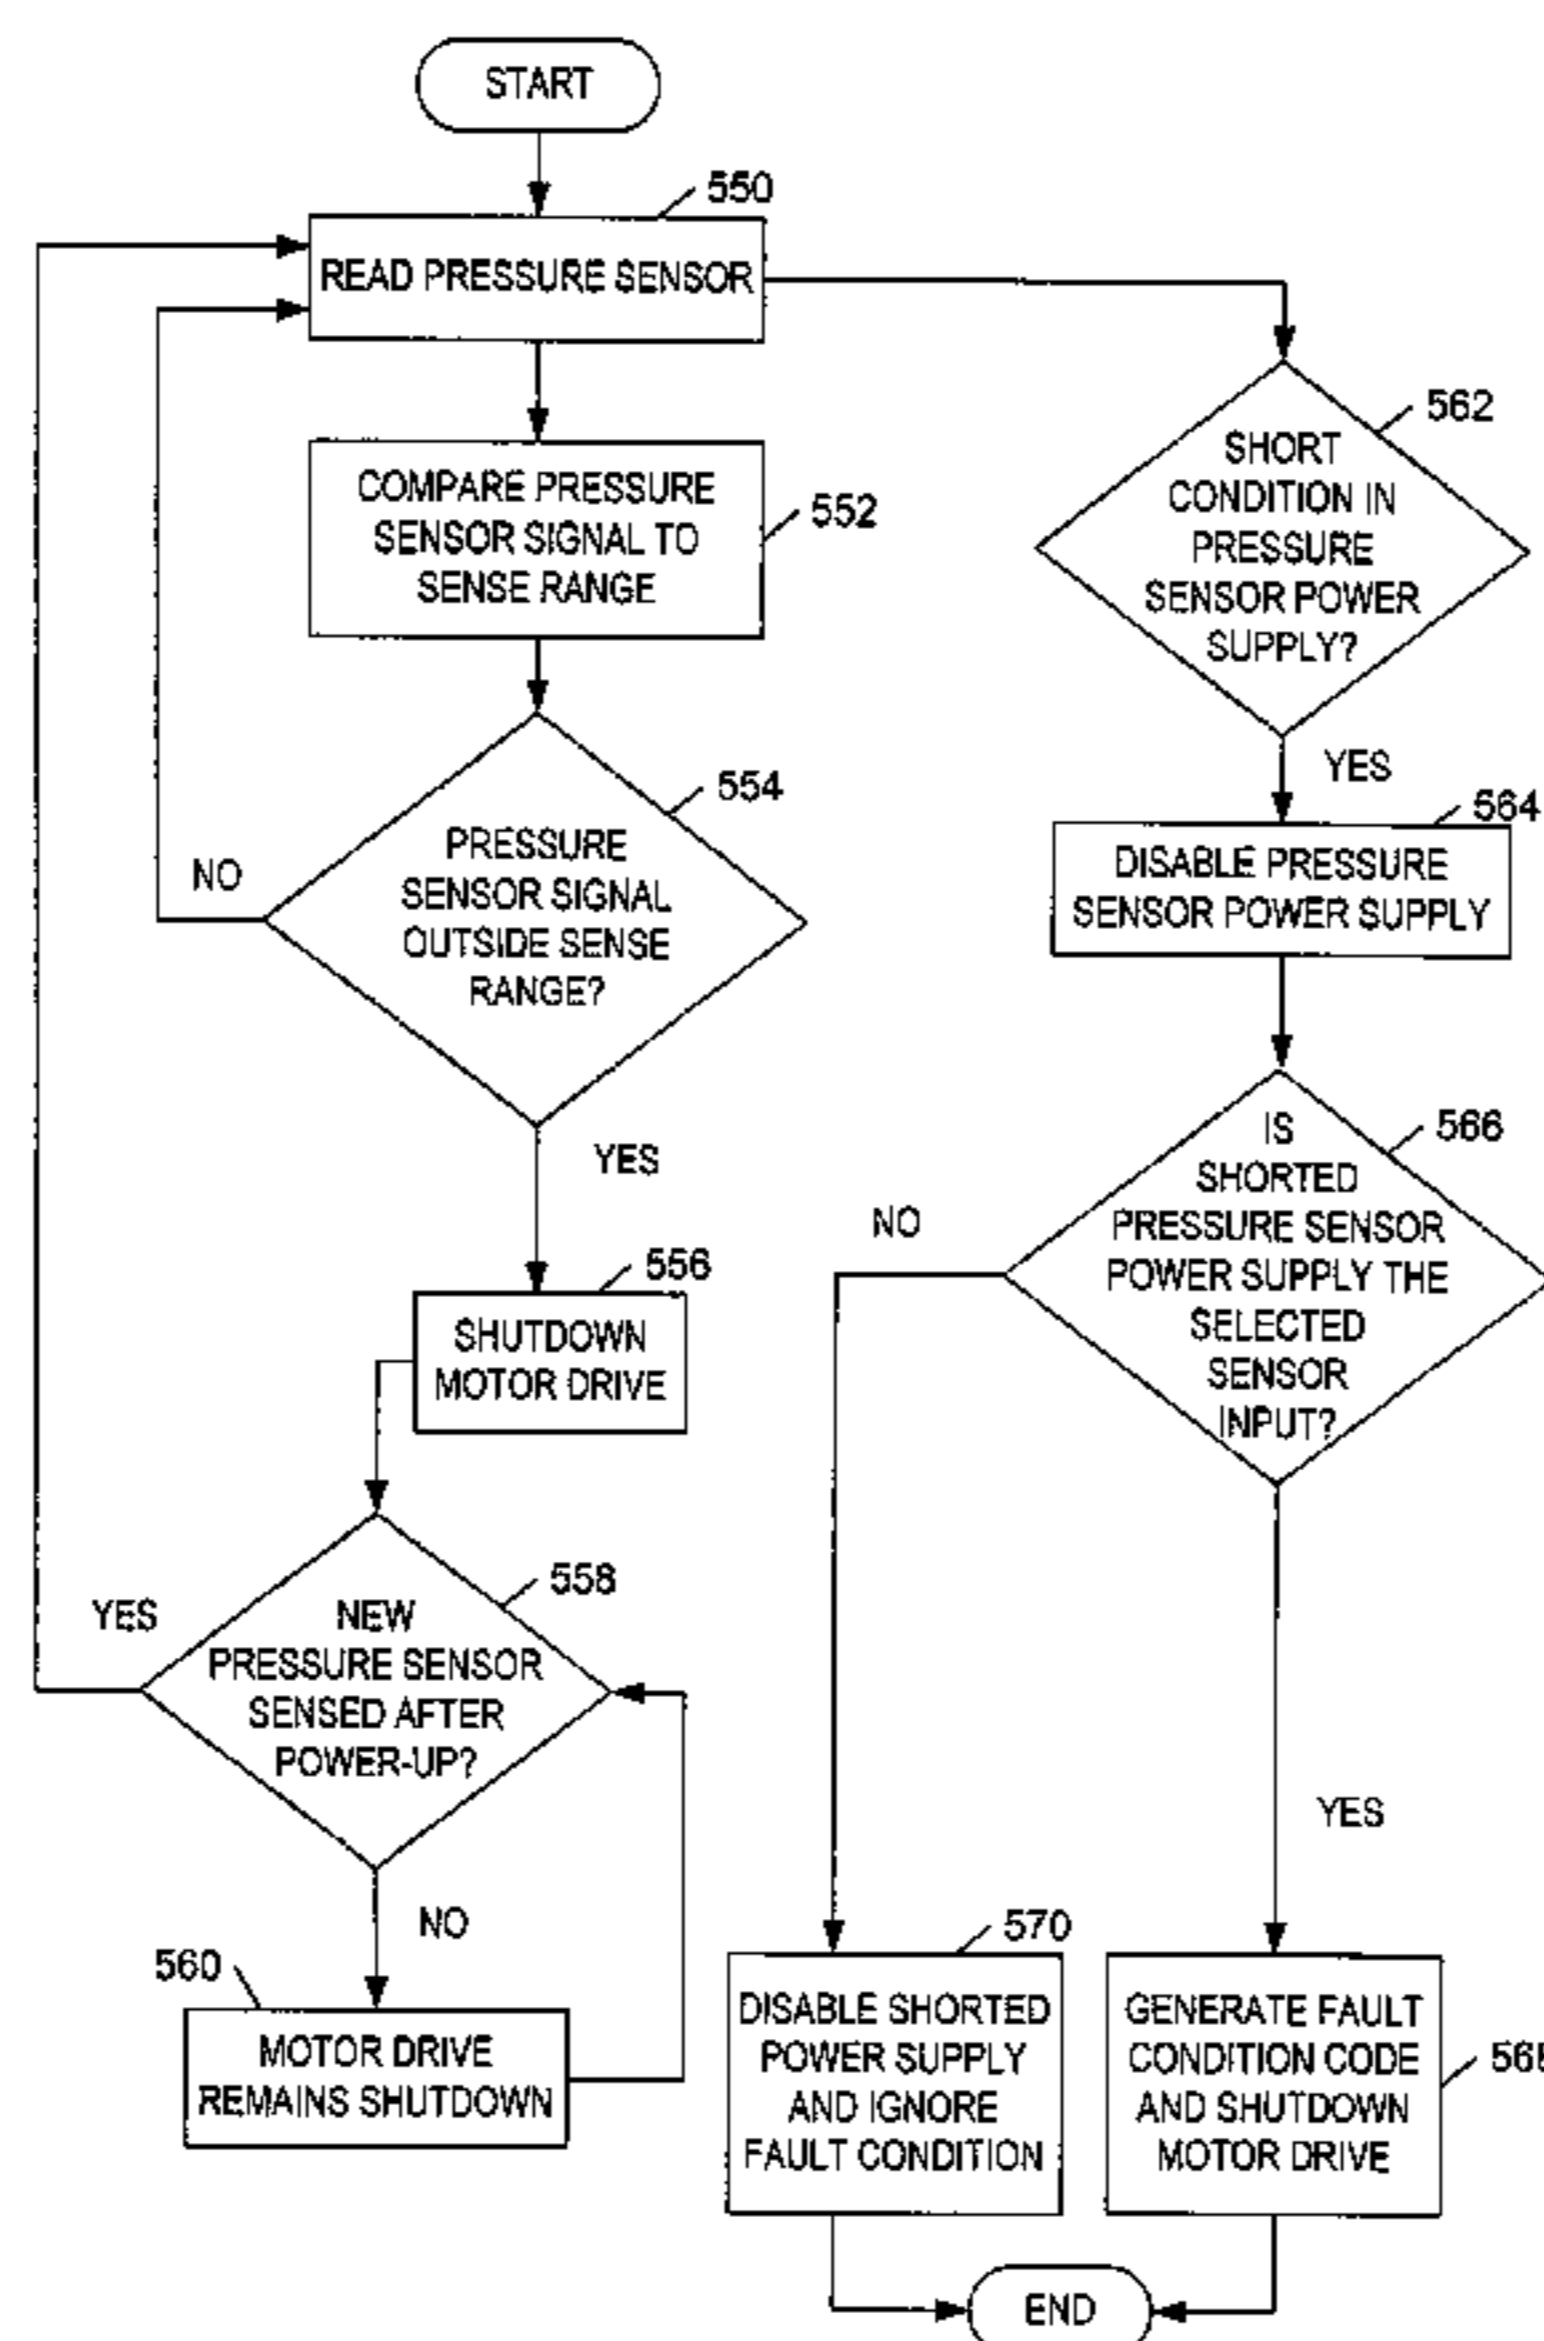 START
550
READ PRESSURE SENSOR
COMPARE PRESSURE
SENSOR SIGNAL TO
SENSE RANGE
552
PRESSURE
SENSOR SIGNAL
OUTSIDE SENSE
RANGE?
554
NO
YES
556
SHUTDOWN
MOTOR DRIVE
558
NEW
PRESSURE SENSOR
SENSED AFTER
POWER-UP?
YES
NO
560
MOTOR DRIVE
REMAINS SHUTDOWN
562
SHORT
CONDITION IN
PRESSURE
SENSOR POWER
SUPPLY?
YES
564
DISABLE PRESSURE
SENSOR POWER SUPPLY
566
IS
SHORTED
PRESSURE SENSOR
POWER SUPPLY THE
SELECTED
SENSOR
INPUT?
NO
YES
570
DISABLE SHORTED
POWER SUPPLY
AND IGNORE
FAULT CONDITION
GENERATE FAULT
CONDITION CODE
AND SHUTDOWN
MOTOR DRIVE
END